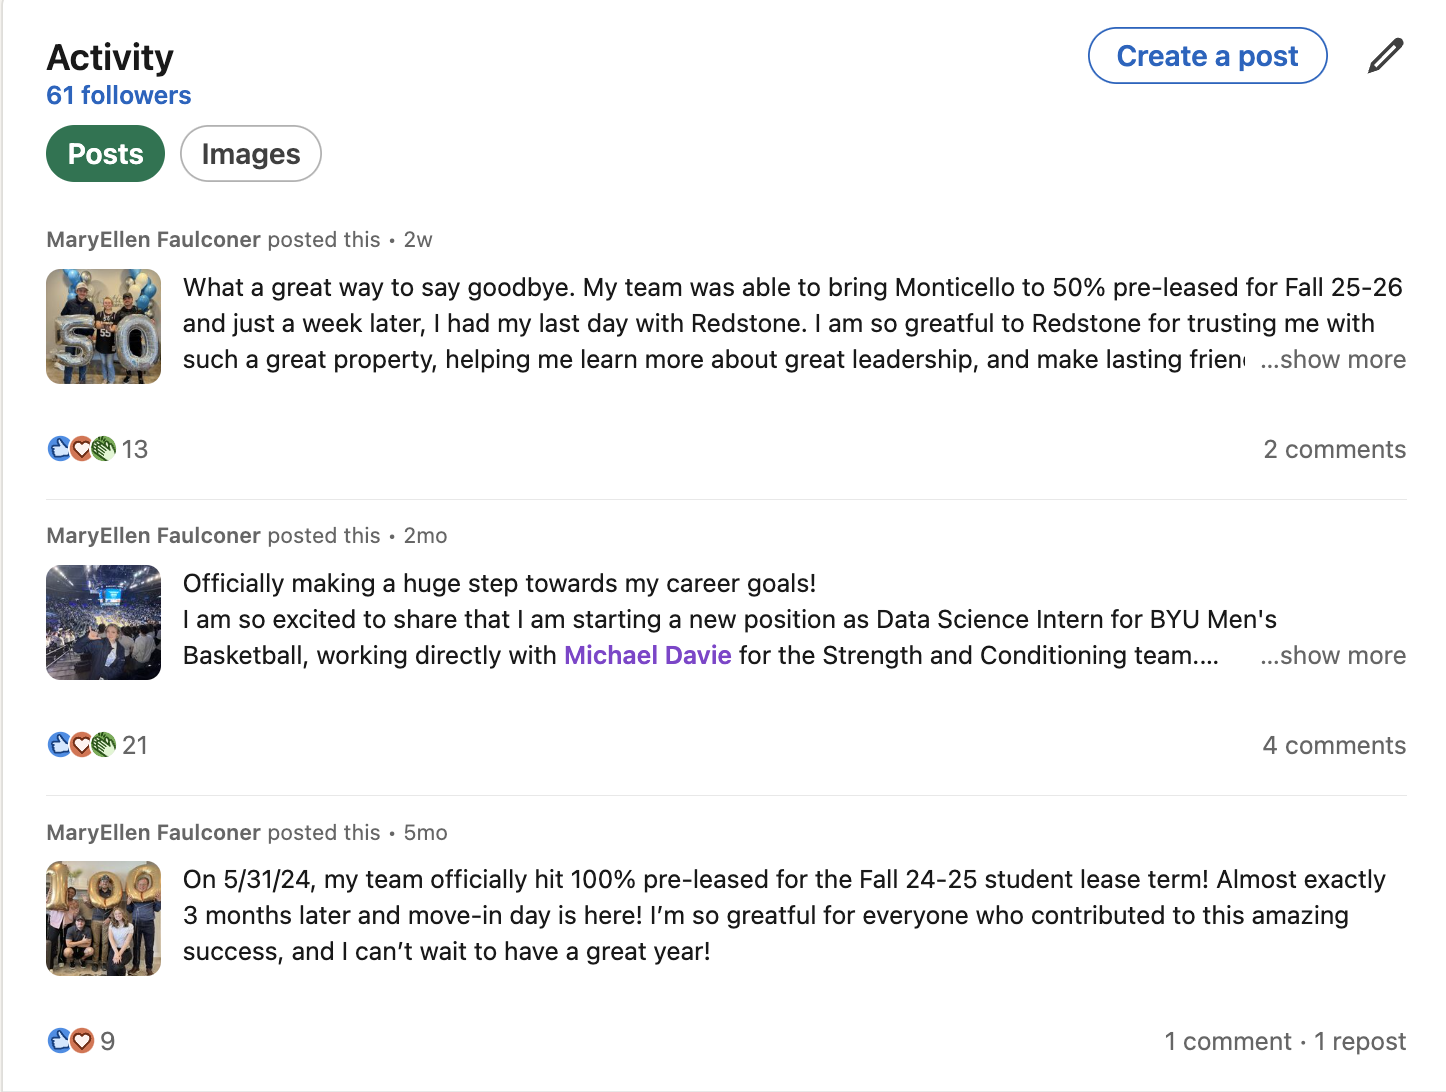 Activity
Create a post
61 followers
Posts
Images
MaryEllen Faulconer posted this • 2w
50
What a great way to say goodbye. My team was able to bring Monticello to 50% pre-leased for Fall 25-26
and just a week later, I had my last day with Redstone. I am so greatful to Redstone for trusting me with
such a great property, helping me learn more about great leadership, and make lasting frien
...show more
13
2 comments
MaryEllen Faulconer posted this • 2mo
Officially making a huge step towards my career goals!
I am so excited to share that I am starting a new position as Data Science Intern for BYU Men's
Basketball, working directly with Michael Davie for the Strength and Conditioning team....
...show more
21
4 comments
MaryEllen Faulconer posted this • 5mo
100
On 5/31/24, my team officially hit 100% pre-leased for the Fall 24-25 student lease term! Almost exactly
3 months later and move-in day is here! I’m so greatful for everyone who contributed to this amazing
success, and I can’t wait to have a great year!
9
1 comment • 1 repost